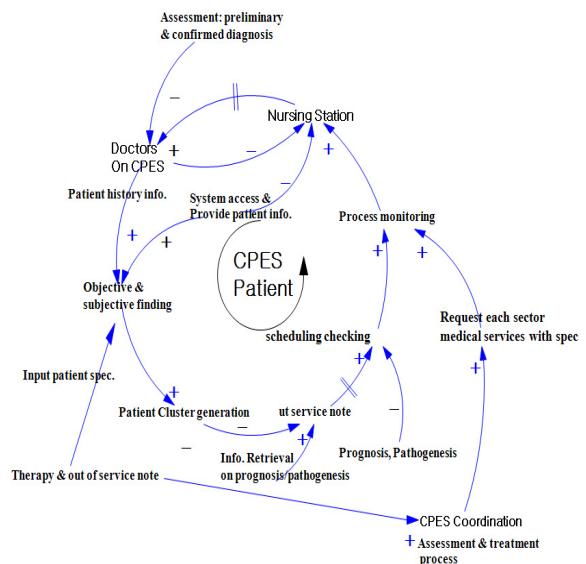 Assessment: preliminary
& confirmed diagnosis
Nursing Station
Doctors
On CPES
Patient history info.
System access &
Provide patient info.
Process monitoring
CPES
Patient
Objective &
subjective finding
Request each sector
medical services with spec
scheduling checking
Input patient spec.
Patient Cluster generation
ut service note
Info. Retrieval
on prognosis/pathogenesis
Prognosis, Pathogenesis
Therapy & out of service note
CPES Coordination
+ Assessment & treatment
process